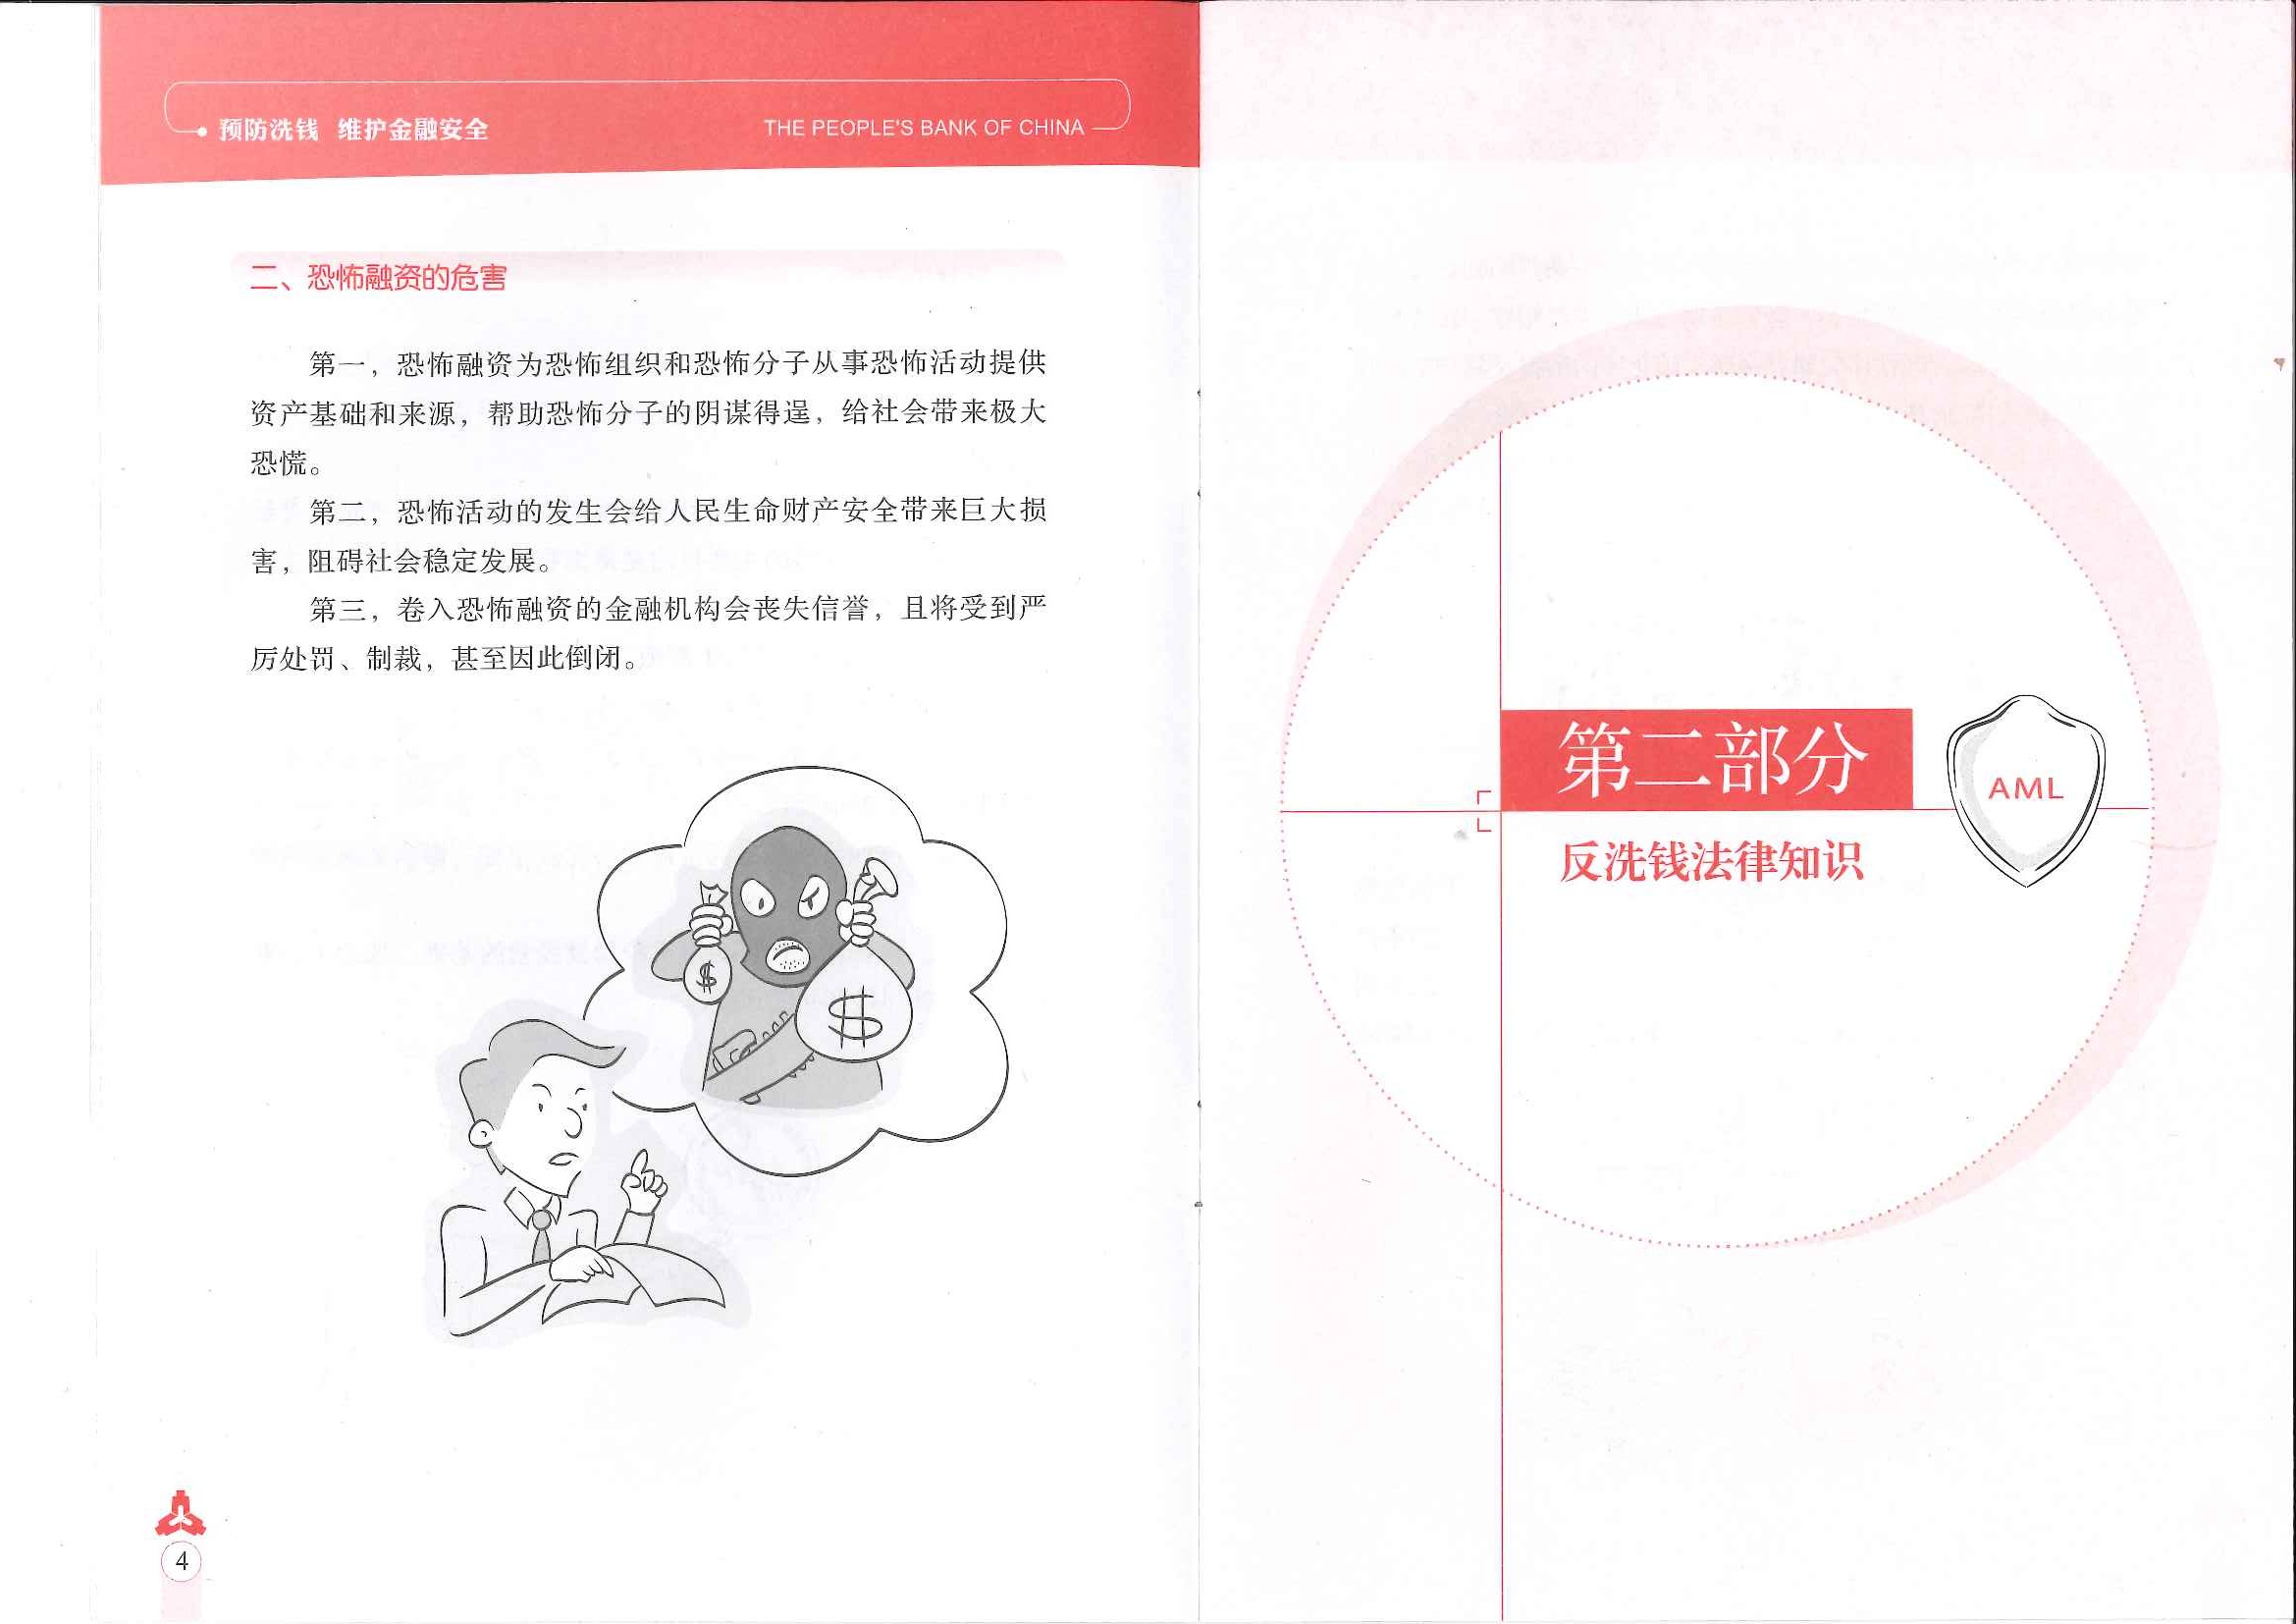 预防洗钱 维护金融安全
THE PEOPLE'S BANK OF CHINA
二、恐怖融资的危害
第一，恐怖融资为恐怖组织和恐怖分子从事恐怖活动提供
资产基础和来源，帮助恐怖分子的阴谋得逞，给社会带来极大
恐慌。
第二，恐怖活动的发生会给人民生命财产安全带来巨大损
害，阻碍社会稳定发展。
第三，卷入恐怖融资的金融机构会丧失信誉，且将受到严
厉处罚、制裁，甚至因此倒闭。
$
$
4
第二部分
AML
反洗钱法律知识